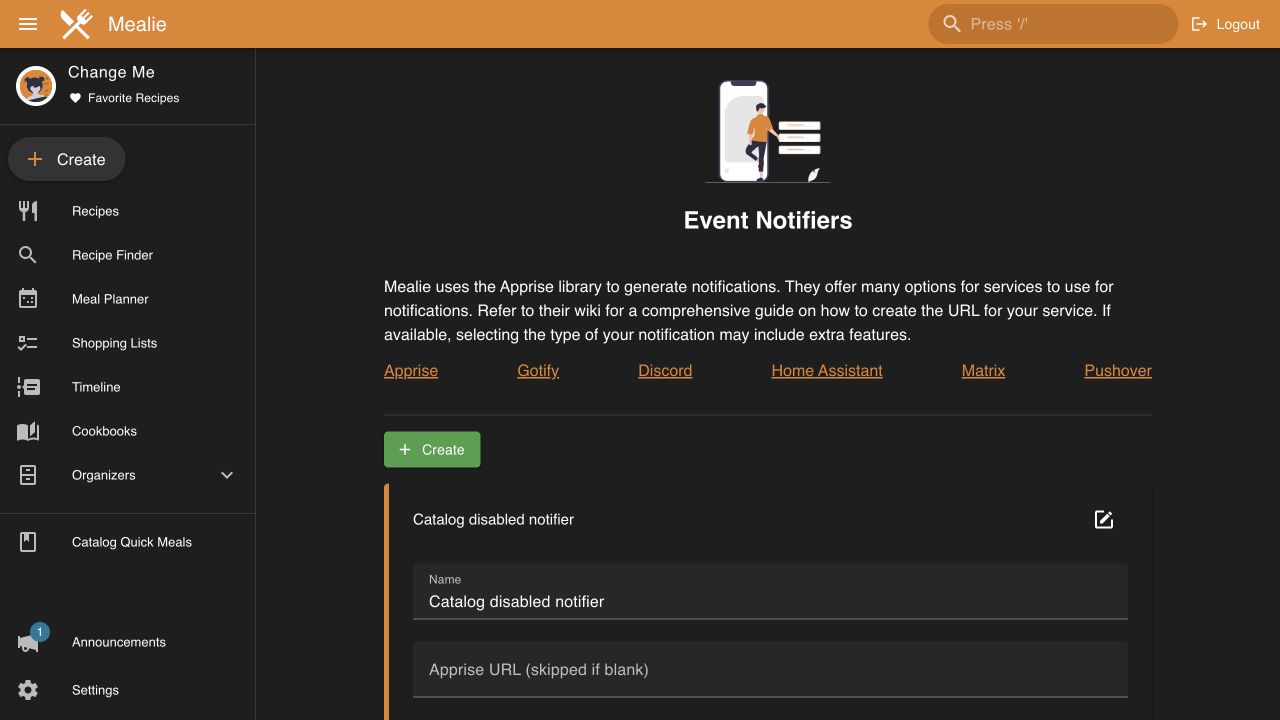 Mealie
Press '/'
Logout
Change Me
Favorite Recipes
Create
Recipes
Recipe Finder
Meal Planner
Shopping Lists
Timeline
Cookbooks
Organizers
Catalog Quick Meals
1
Announcements
Settings
Event Notifiers
Mealie uses the Apprise library to generate notifications. They offer many options for services to use for
notifications. Refer to their wiki for a comprehensive guide on how to create the URL for your service. If
available, selecting the type of your notification may include extra features.
Apprise Gotify Discord Home Assistant Matrix Pushover
Create
Catalog disabled notifier
Name
Catalog disabled notifier
Apprise URL (skipped if blank)